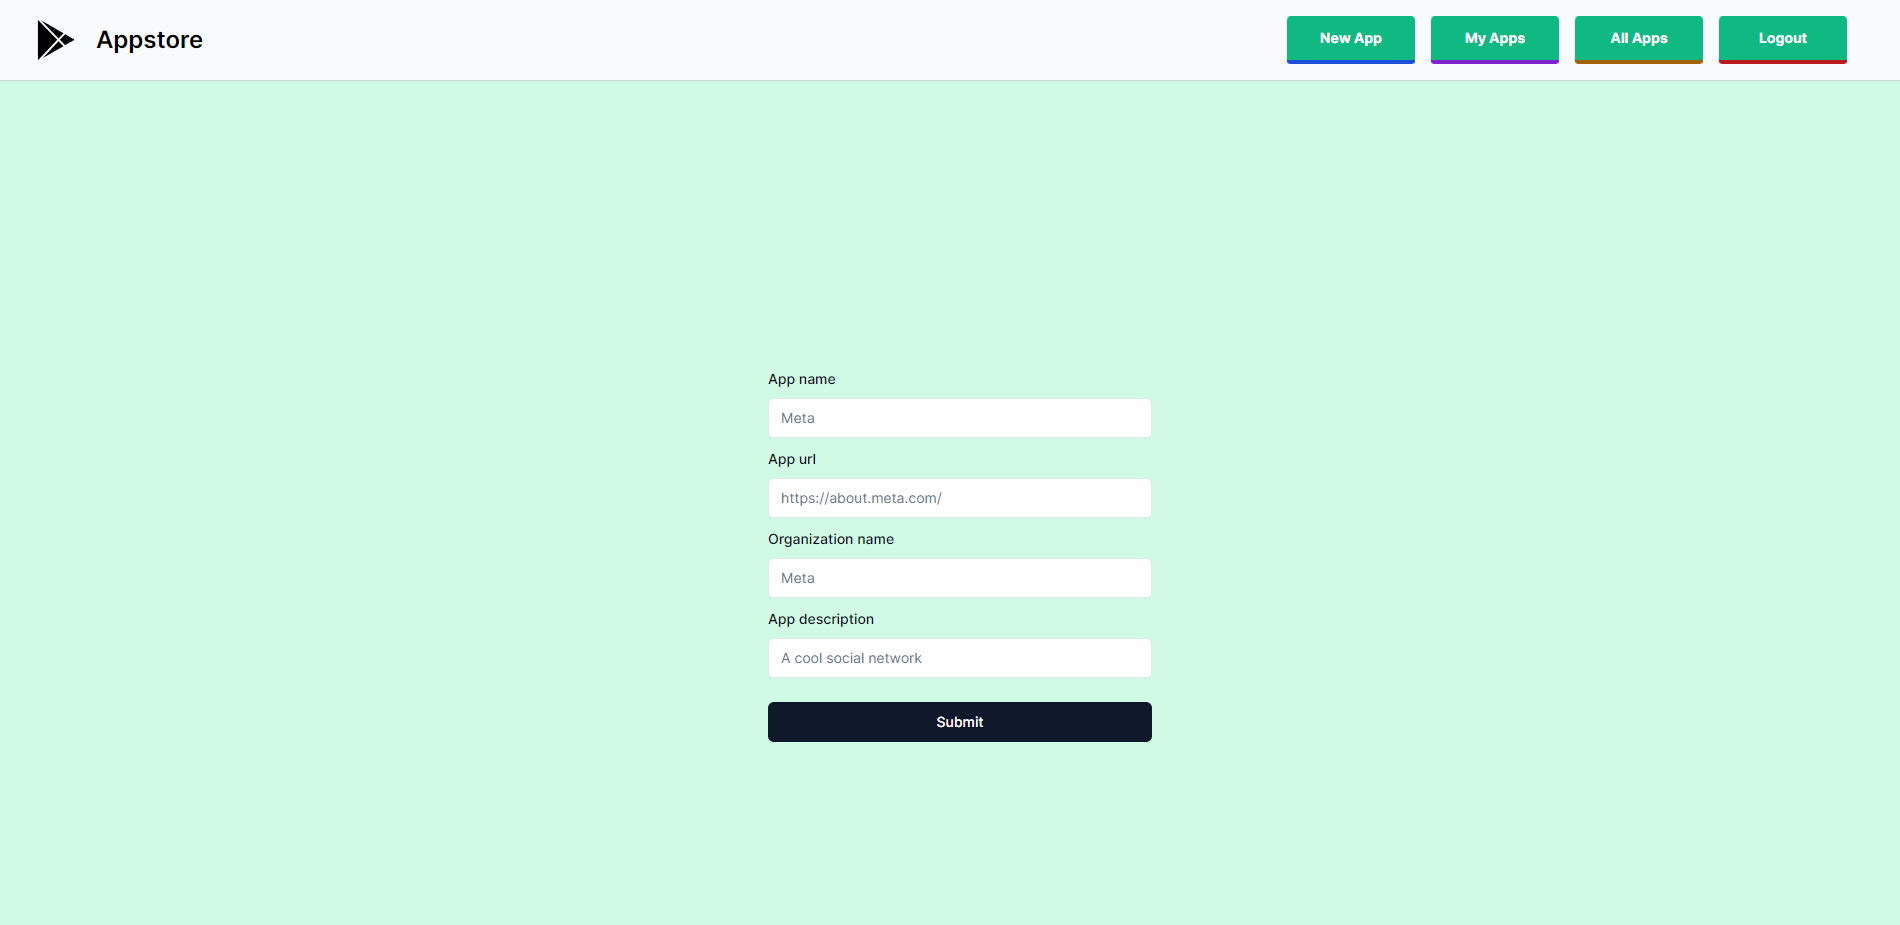 Appstore
New App
My Apps
All Apps
Logout
App name
Meta
App url
https://about.meta.com/
Organization name
Meta
App description
A cool social network
Submit